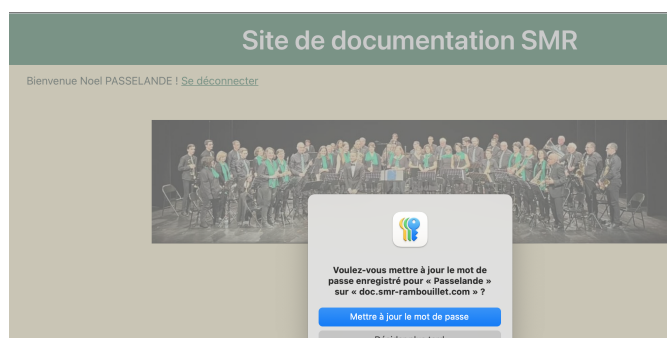 Site de documentation SMR
Bienvenue Noel PASSELANDE ! Se déconnecter
Voulez-vous mettre à jour le mot de
passe enregistré pour « Passelande »
sur « doc.smr-rambouillet.com » ?
Mettre à jour le mot de passe